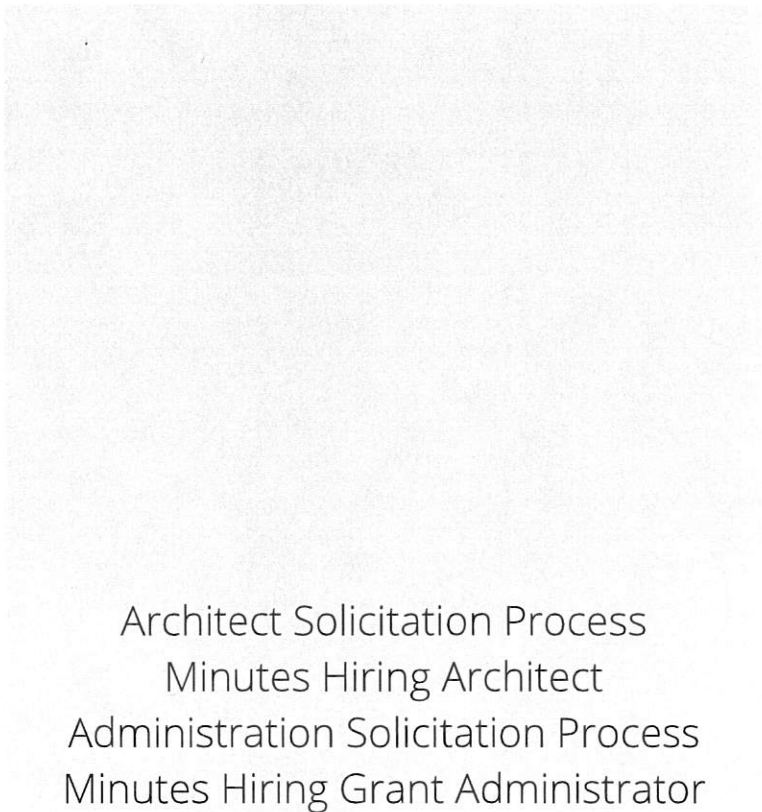 Architect Solicitation Process
Minutes Hiring Architect
Administration Solicitation Process
Minutes Hiring Grant Administrator